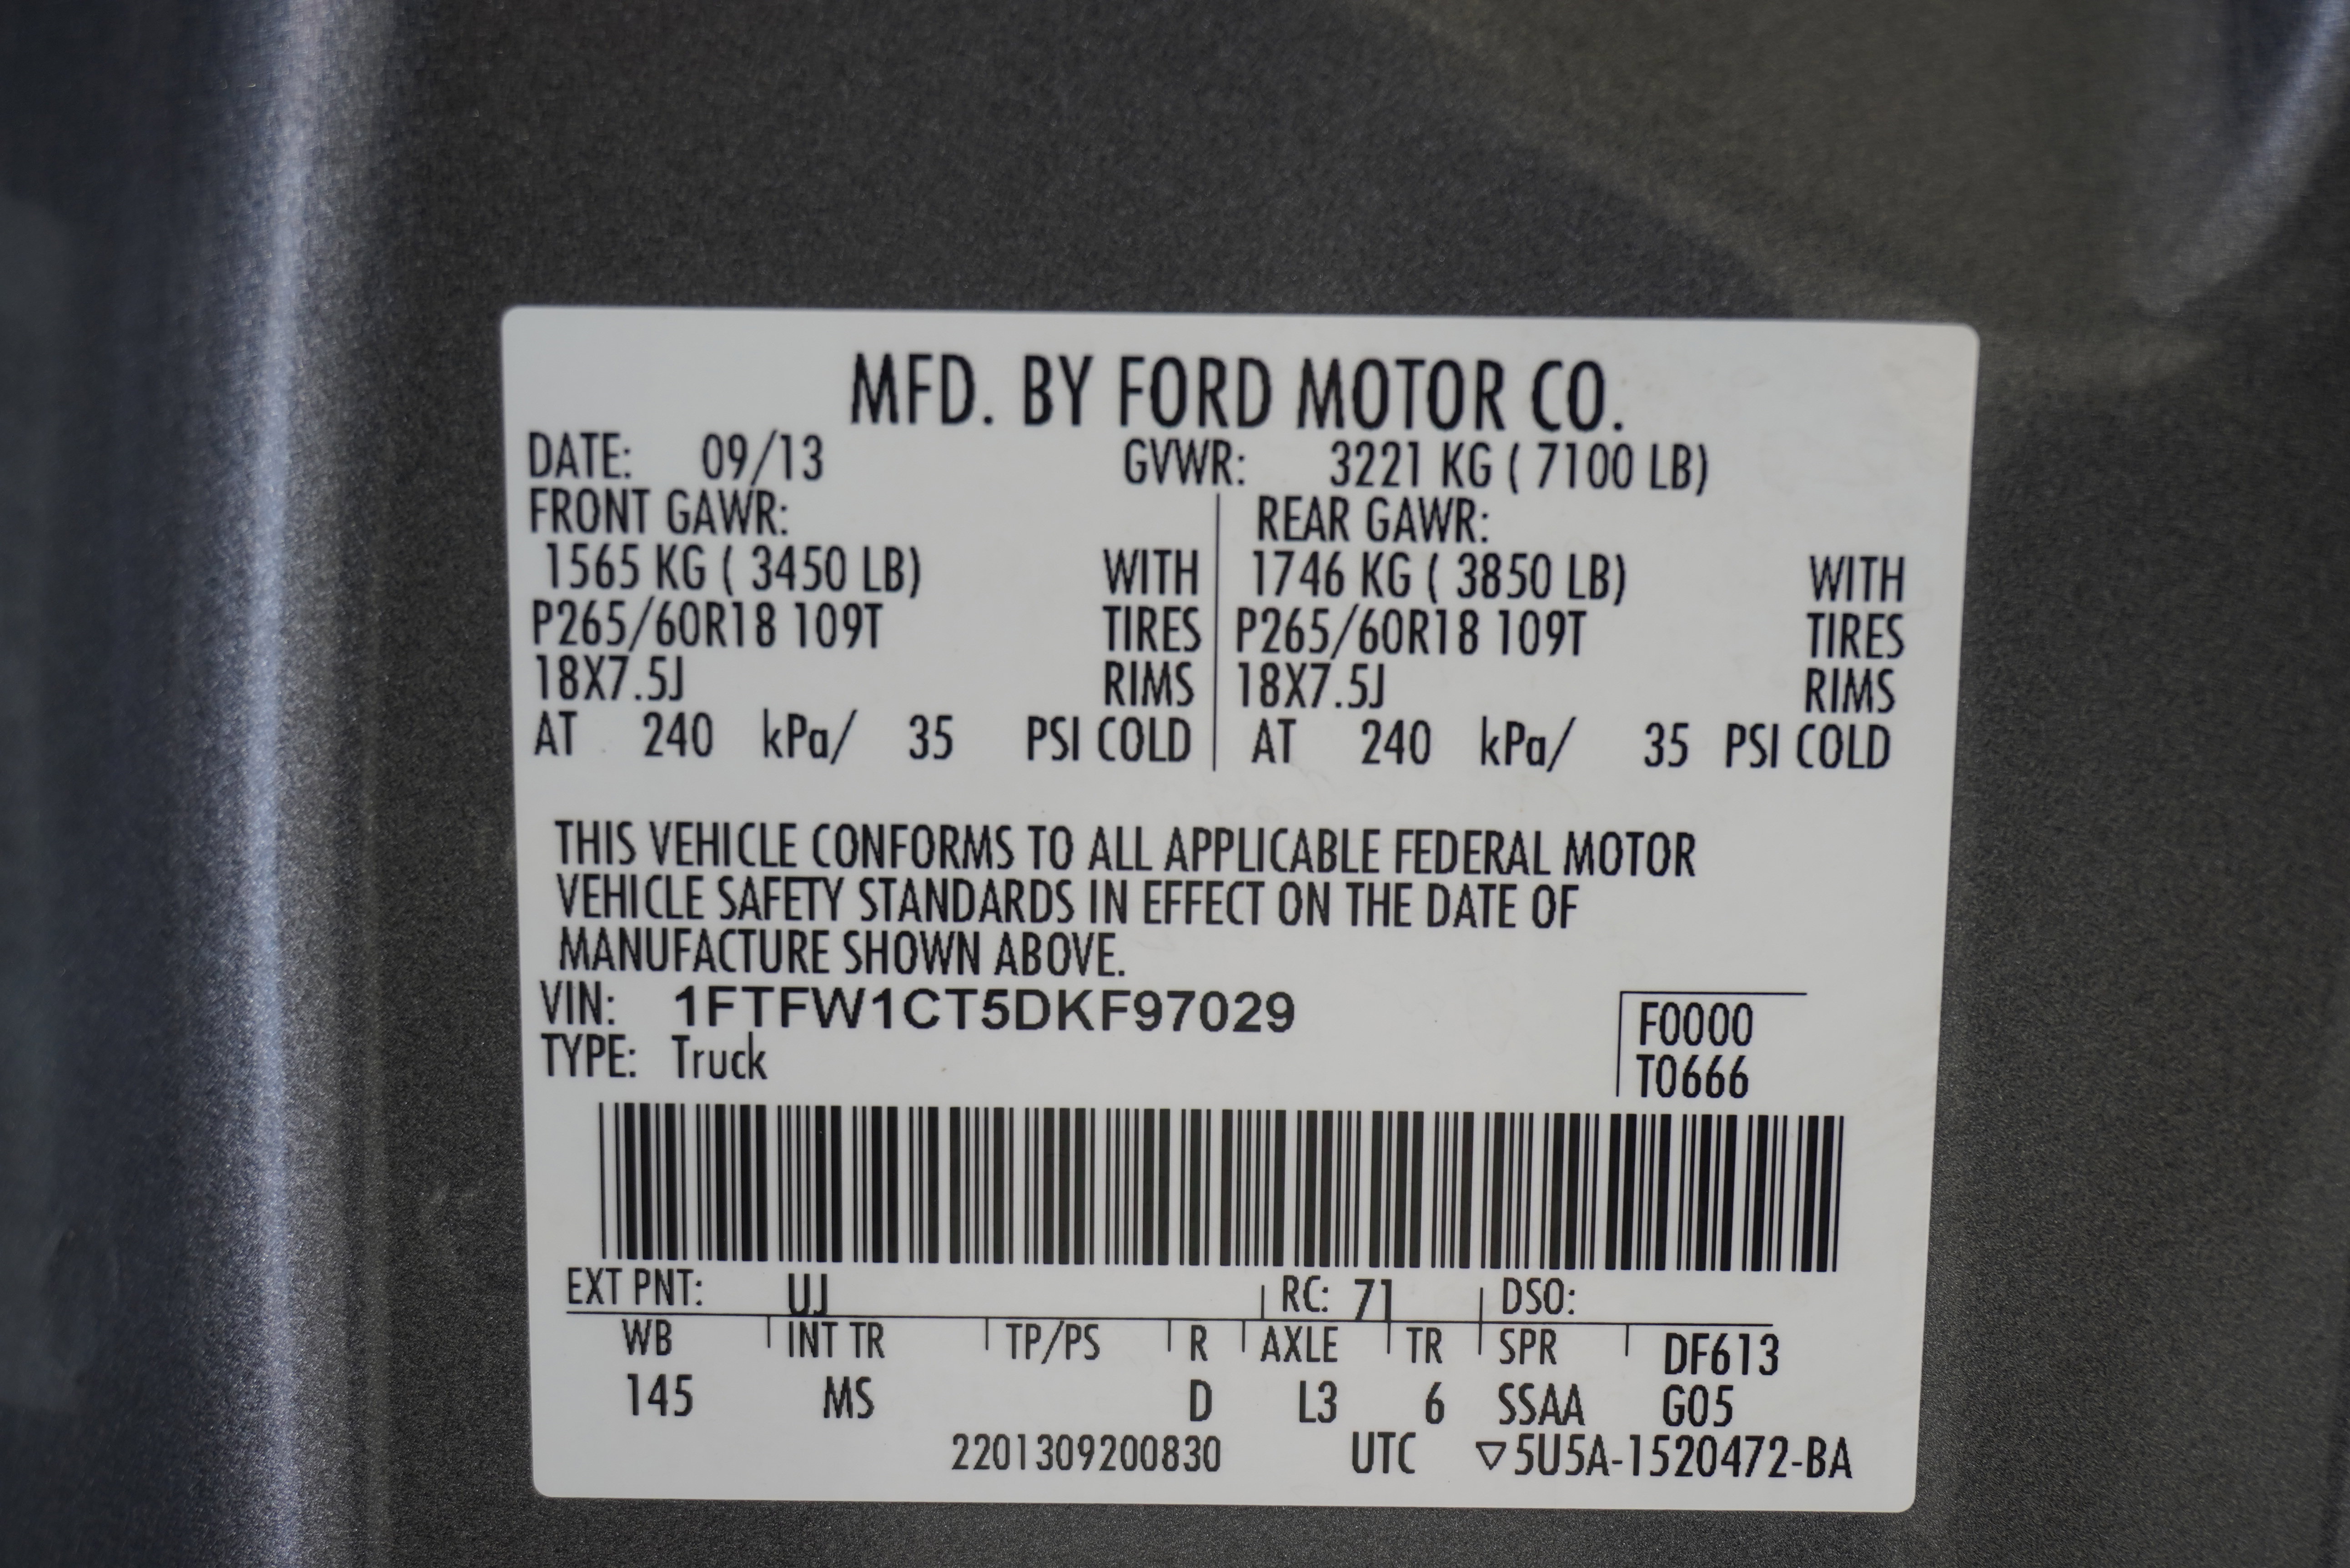 MFD. BY FORD MOTOR CO.
DATE: 09/13 GVWR: 3221 KG ( 7100 LB)
FRONT GAWR: REAR GAWR:
1565 KG ( 3450 LB) WITH 1746 KG ( 3850 LB) WITH
P265/60R18 109T TIRES P265/60R18 109T TIRES
18X7.5J RIMS 18X7.5J RIMS
AT 240 kPa/ 35 PSI COLD AT 240 kPa/ 35 PSI COLD
THIS VEHICLE CONFORMS TO ALL APPLICABLE FEDERAL MOTOR
VEHICLE SAFETY STANDARDS IN EFFECT ON THE DATE OF
MANUFACTURE SHOWN ABOVE.
VIN: 1FTFW1CT5DKF97029 F0000
TYPE: Truck T0666
EXT PNT: UJ RC: 71 DSO:
WB INT TR TP/PS R AXLE TR SPR DF613
145 MS D L3 6 SSAA G05
2201309200830 UTC ▽5U5A-1520472-BA